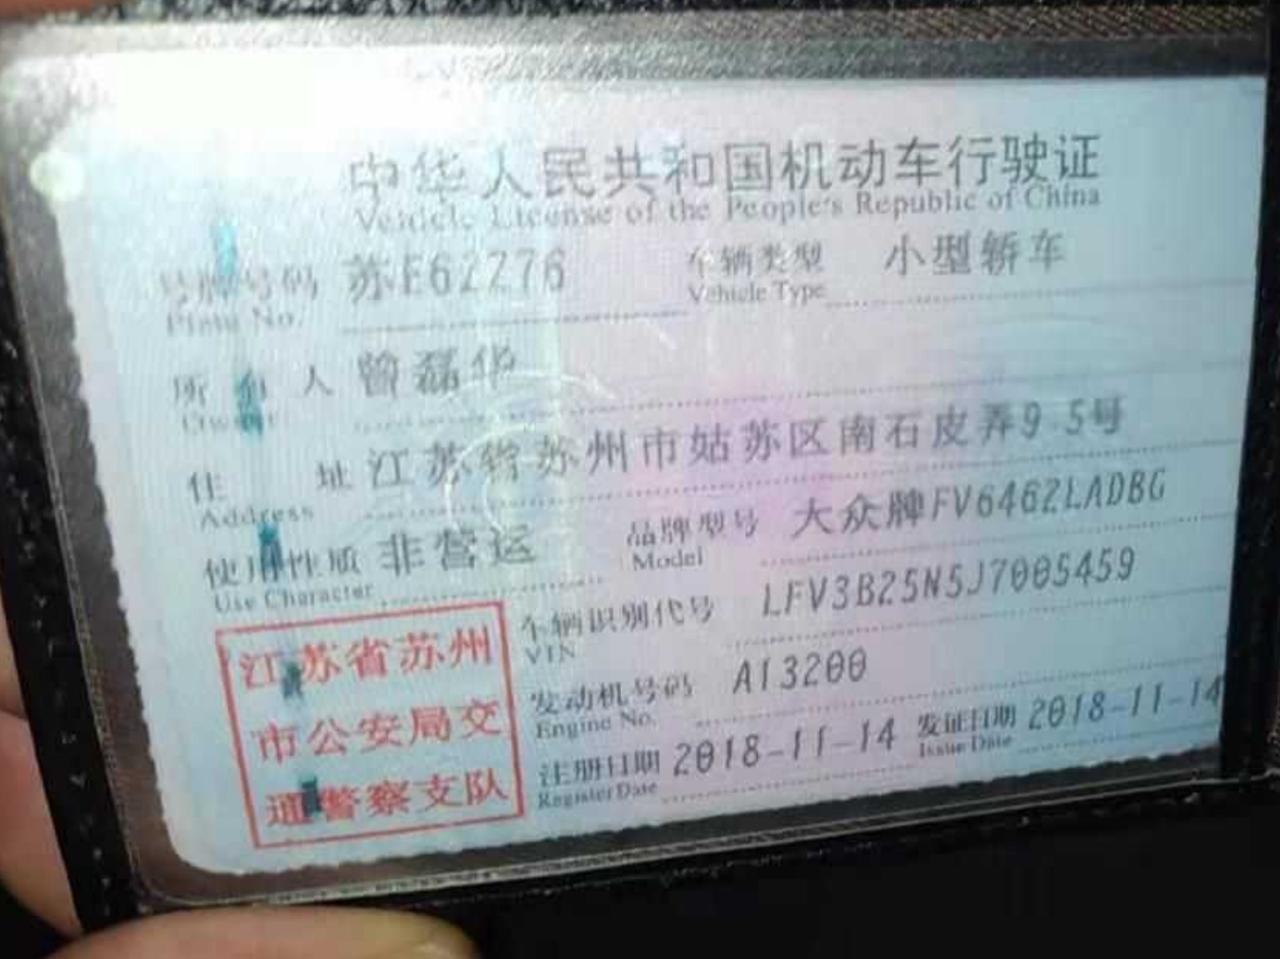 中华人民共和国机动车行驶证
Vehicle License of the People's Republic of China
号牌号码 苏E62Z76 车辆类型 小型轿车
Plate No. Vehicle Type
所有人 曾磊华
Owner
住址 江苏省苏州市姑苏区南石皮弄9 5号
Address
使用性质 非营运 品牌型号 大众牌FV6462LADBG
Use Character Model
江苏省苏州
市公安局交
通警察支队
车辆识别代号 LFV3B25N5J7005459
VIN
发动机号码 A13200
Engine No.
注册日期 2018-11-14 发证日期 2018-11-14
Register Date Issue Date